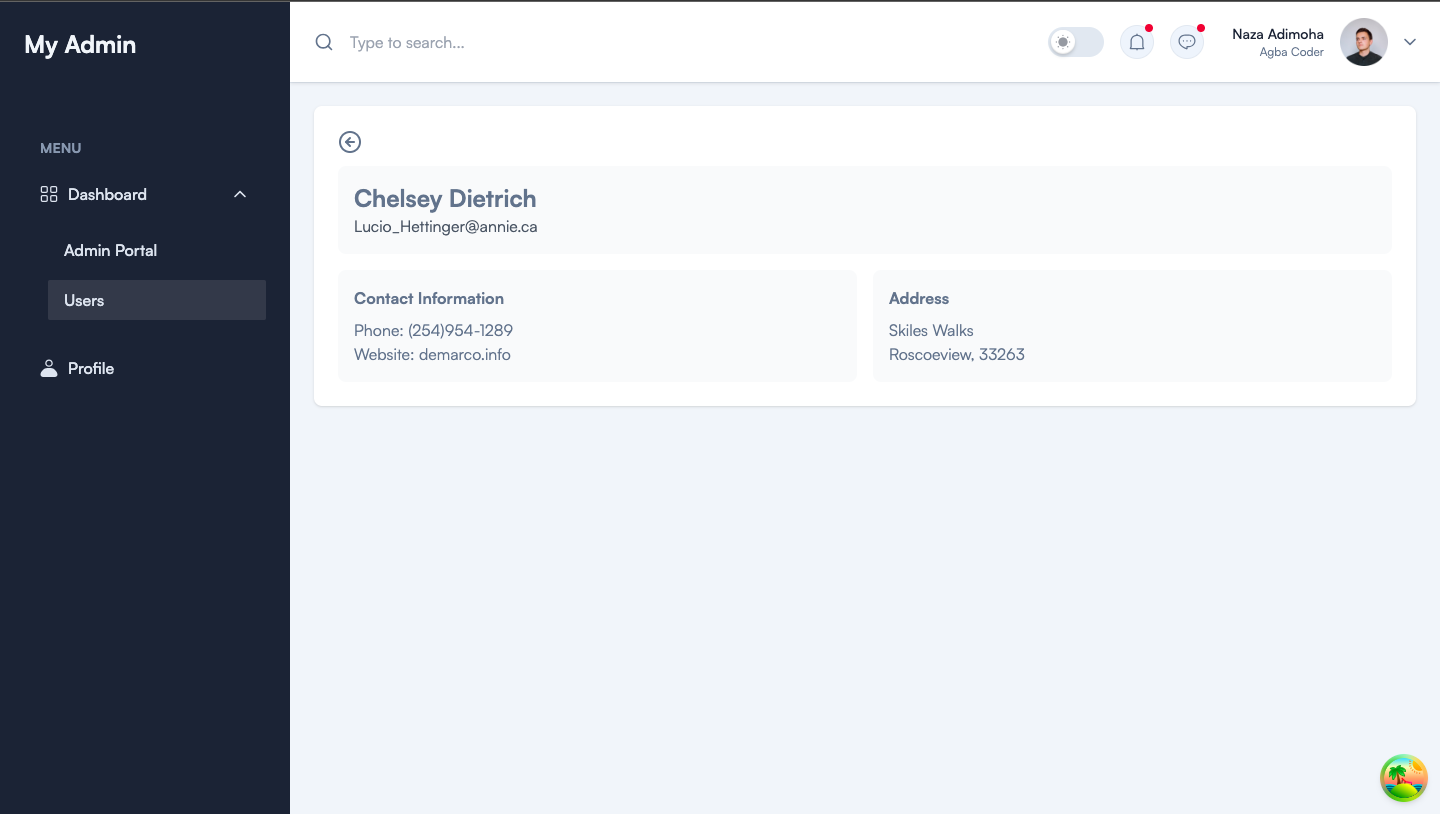 My Admin
Type to search...
Naza Adimoha
Agba Coder
MENU
Dashboard
Admin Portal
Users
Profile
Chelsey Dietrich
Lucio_Hettinger@annie.ca
Contact Information
Phone: (254)954-1289
Website: demarco.info
Address
Skiles Walks
Roscoeview, 33263